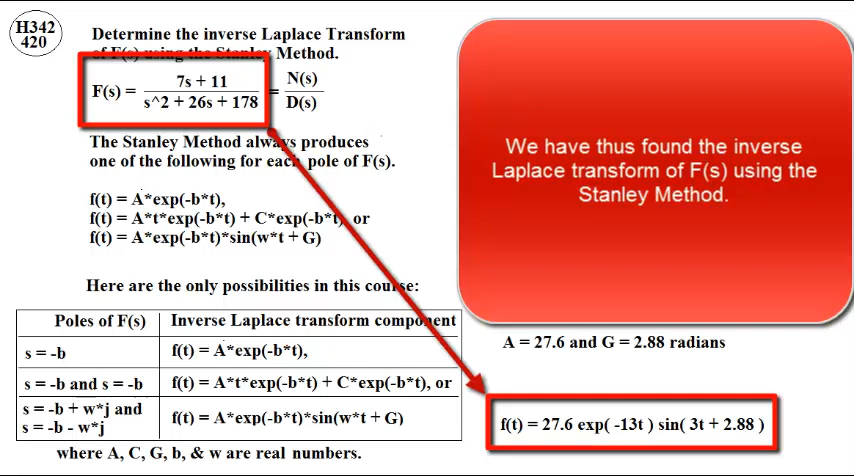 H342
420
Determine the inverse Laplace Transform
of F(s) using the Stanley Method.
F(s) = 7s + 11 / s^2 + 26s + 178 = N(s) / D(s)
The Stanley Method always produces
one of the following for each pole of F(s).
f(t) = A*exp(-b*t),
f(t) = A*t*exp(-b*t) + C*exp(-b*t), or
f(t) = A*exp(-b*t)*sin(w*t + G)
Here are the only possibilities in this course:
Poles of F(s) Inverse Laplace transform component
s = -b f(t) = A*exp(-b*t),
s = -b and s = -b f(t) = A*t*exp(-b*t) + C*exp(-b*t), or
s = -b + w*j and
s = -b - w*j f(t) = A*exp(-b*t)*sin(w*t + G)
where A, C, G, b, & w are real numbers.
We have thus found the inverse
Laplace transform of F(s) using the
Stanley Method.
A = 27.6 and G = 2.88 radians
f(t) = 27.6 exp( -13t ) sin( 3t + 2.88 )